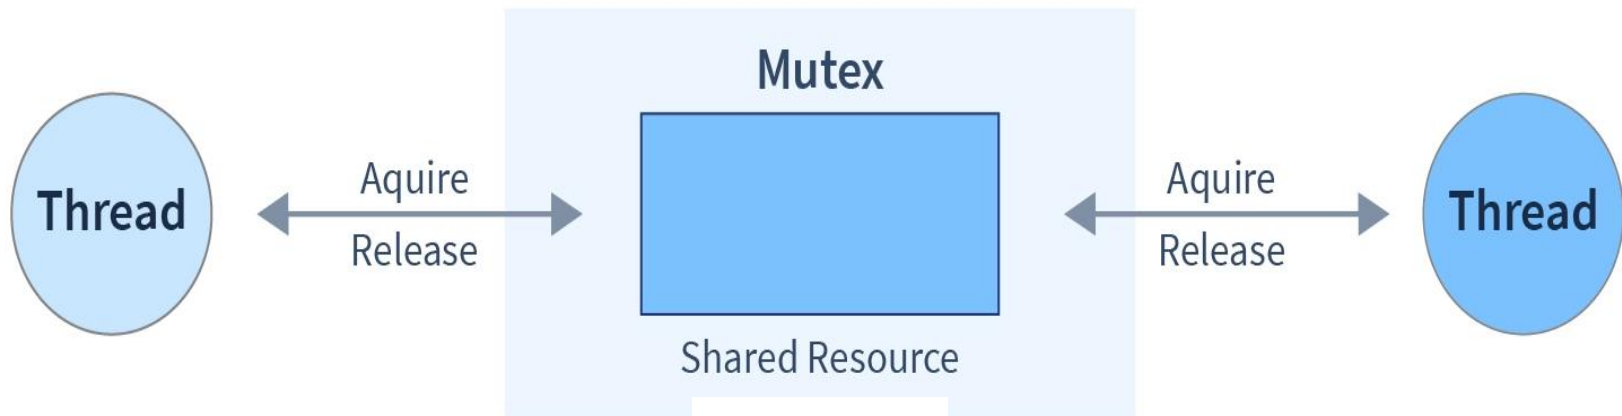 Mutex
Thread
Aquire
Release
Aquire
Release
Thread
Shared Resource